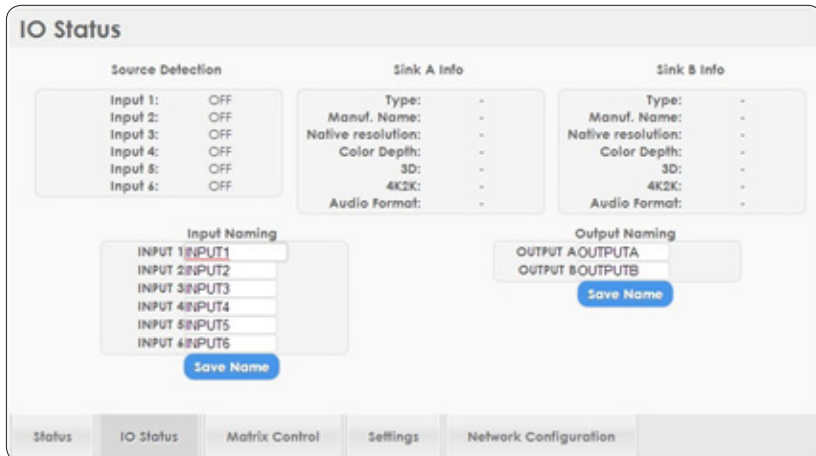 IO Status
Source Detection
Input 1: OFF
Input 2: OFF
Input 3: OFF
Input 4: OFF
Input 5: OFF
Input 6: OFF
Sink A Info
Type: -
Manuf. Name: -
Native resolution: -
Color Depth: -
3D: -
4K2K: -
Audio Format: -
Sink B Info
Type: -
Manuf. Name: -
Native resolution: -
Color Depth: -
3D: -
4K2K: -
Audio Format: -
Input Naming
INPUT 1 INPUT1
INPUT 2 INPUT2
INPUT 3 INPUT3
INPUT 4 INPUT4
INPUT 5 INPUT5
INPUT 6 INPUT6
Save Name
Output Naming
OUTPUT A OUTPUTA
OUTPUT B OUTPUTB
Save Name
Status IO Status Matrix Control Settings Network Configuration